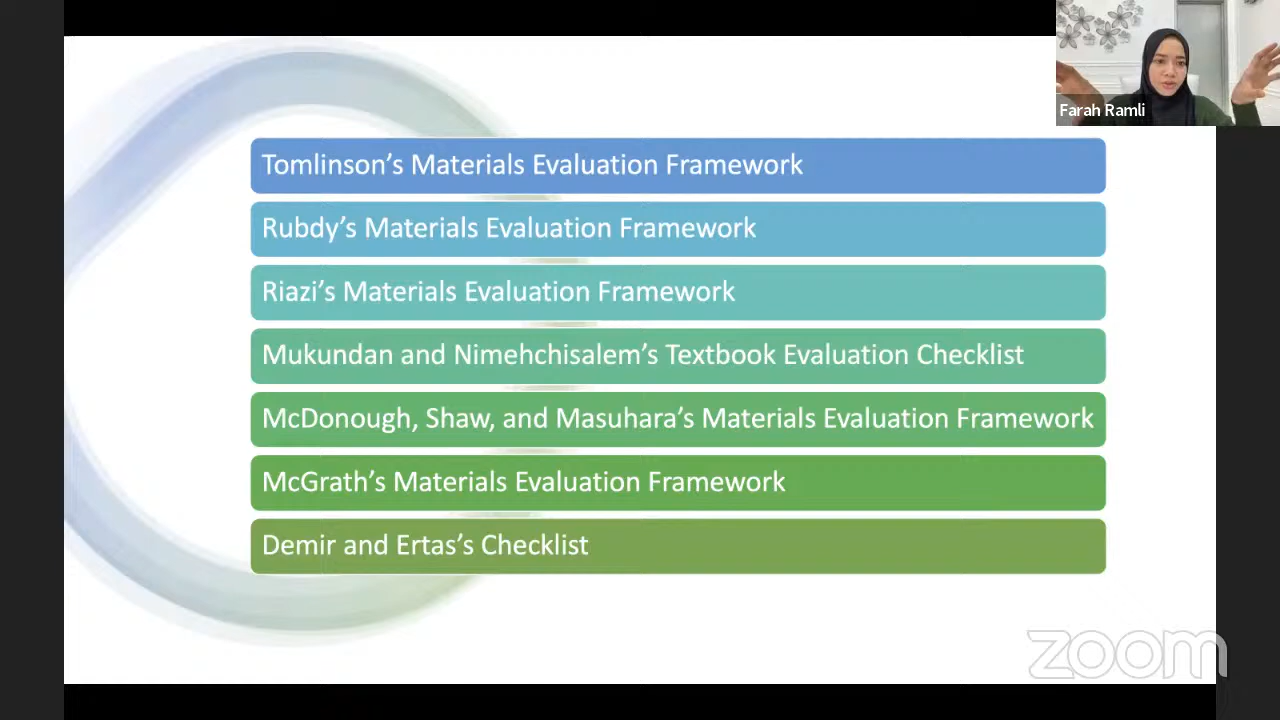 Farah Ramli
Tomlinson’s Materials Evaluation Framework
Rubdy’s Materials Evaluation Framework
Riazi’s Materials Evaluation Framework
Mukundan and Nimehchisalem’s Textbook Evaluation Checklist
McDonough, Shaw, and Masuhara’s Materials Evaluation Framework
McGrath’s Materials Evaluation Framework
Demir and Ertas’s Checklist
zoom